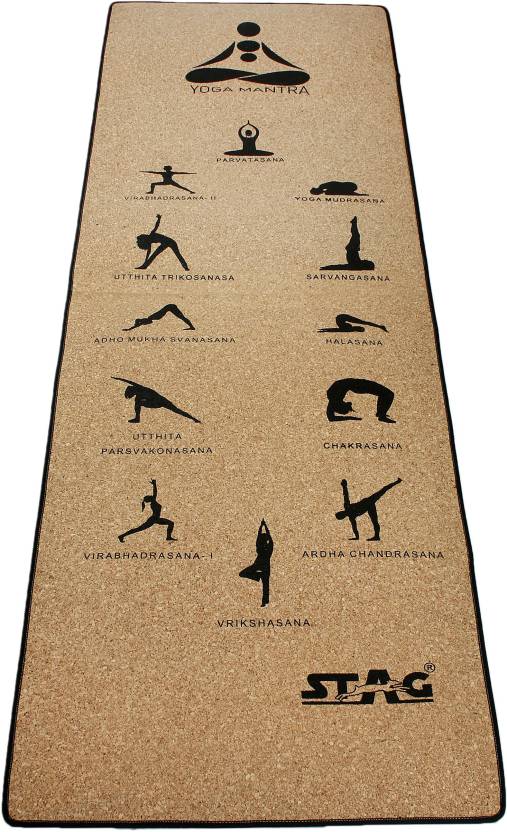 YOGA MANTRA
PARVATASANA
VIRABHADRASANA- II
YOGA MUDRASANA
UTTHITA TRIKOSANASA
SARVANGASANA
ADHO MUKHA SVANASANA
HALASANA
UTTHITA
PARSVAKONASANA
CHAKRASANA
VIRABHADRASANA- I
ARDHA CHANDRASANA
VRIKSHASANA
STAG®